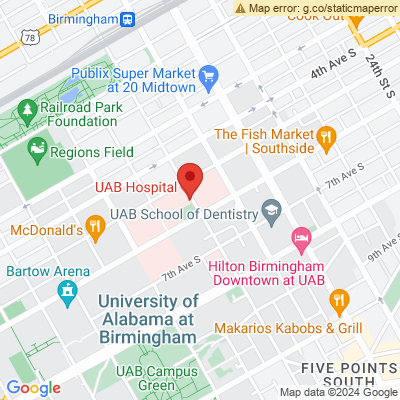 Map error: g.co/staticmaperror
Birmingham
Cook Out
78
24th St S
Publix Super Market
at 20 Midtown
4th Ave S
Railroad Park
Foundation
The Fish Market
| Southside
Regions Field
7th Ave S
UAB Hospital
UAB School of Dentistry
McDonald's
9th Ave S
Bartow Arena
7th Ave S
Hilton Birmingham
Downtown at UAB
University of
Alabama at
Birmingham
Makarios Kabobs & Grill
UAB Campus
Green
FIVE POINTS
SOUTH
Google
Map data ©2024 Google